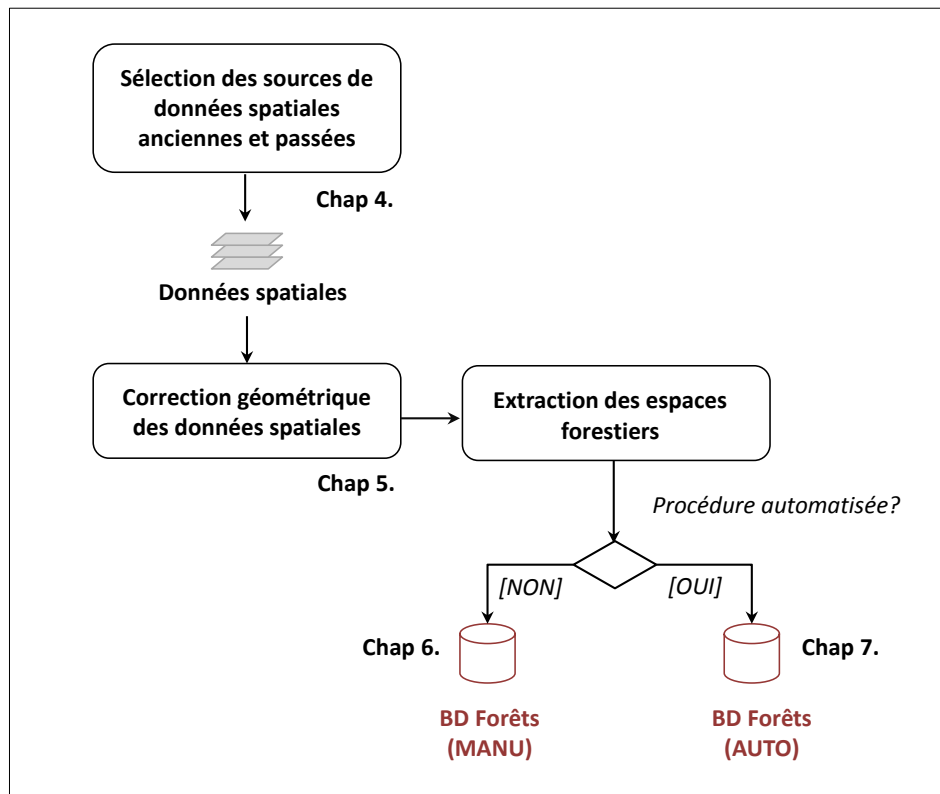 Sélection des sources de
données spatiales
anciennes et passées
Chap 4.
Données spatiales
Correction géométrique
des données spatiales
Chap 5.
Extraction des espaces
forestiers
Procédure automatisée?
[NON]
[OUI]
Chap 6.
Chap 7.
BD Forêts
(MANU)
BD Forêts
(AUTO)